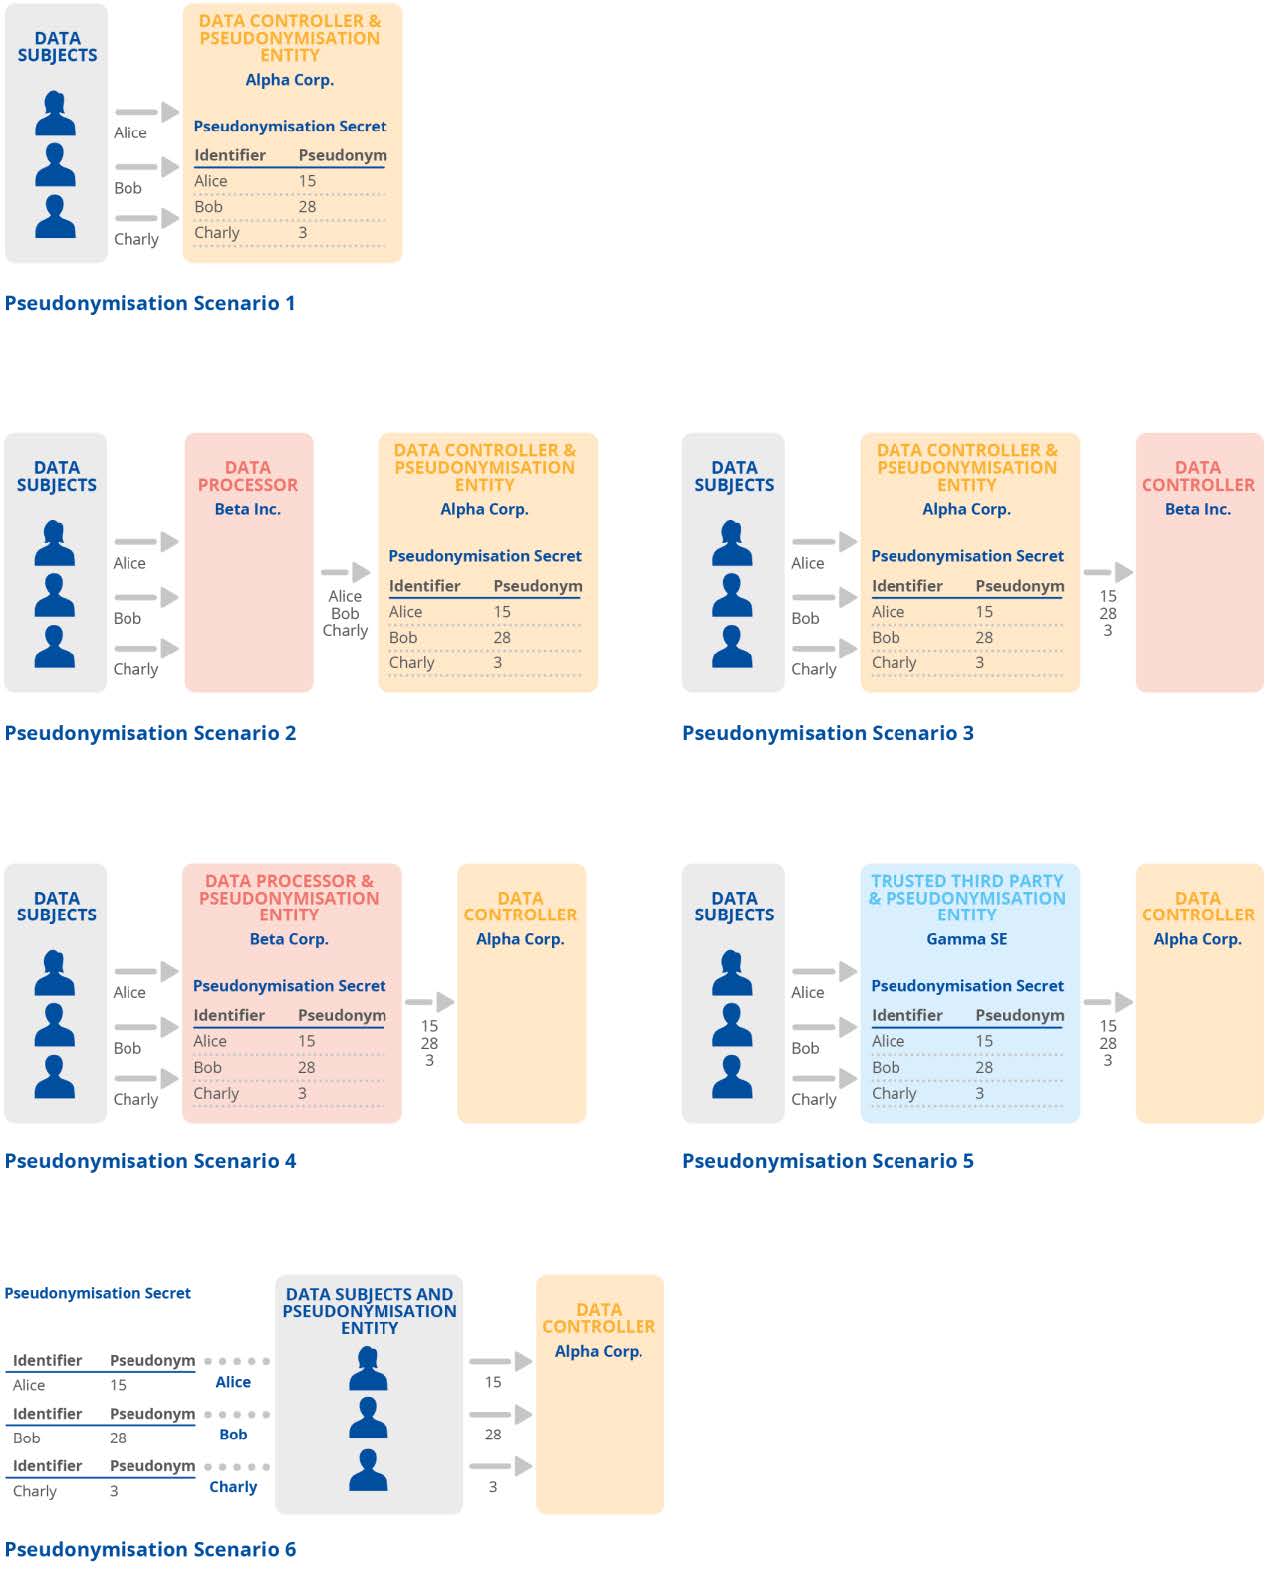 DATA
SUBJECTS
Alice
Bob
Charly
DATA CONTROLLER &
PSEUDONYMISATION
ENTITY
Alpha Corp.
Pseudonymisation Secret
Identifier Pseudonym
Alice 15
Bob 28
Charly 3
Pseudonymisation Scenario 1
DATA
SUBJECTS
Alice
Bob
Charly
DATA
PROCESSOR
Beta Inc.
Alice
Bob
Charly
DATA CONTROLLER &
PSEUDONYMISATION
ENTITY
Alpha Corp.
Pseudonymisation Secret
Identifier Pseudonym
Alice 15
Bob 28
Charly 3
Pseudonymisation Scenario 2
DATA
SUBJECTS
Alice
Bob
Charly
DATA CONTROLLER &
PSEUDONYMISATION
ENTITY
Alpha Corp.
Pseudonymisation Secret
Identifier Pseudonym
Alice 15
Bob 28
Charly 3
15
28
3
DATA
CONTROLLER
Beta Inc.
Pseudonymisation Scenario 3
DATA
SUBJECTS
Alice
Bob
Charly
DATA PROCESSOR &
PSEUDONYMISATION
ENTITY
Beta Corp.
Pseudonymisation Secret
Identifier Pseudonym
Alice 15
Bob 28
Charly 3
15
28
3
DATA
CONTROLLER
Alpha Corp.
Pseudonymisation Scenario 4
DATA
SUBJECTS
Alice
Bob
Charly
TRUSTED THIRD PARTY
& PSEUDONYMISATION
ENTITY
Gamma SE
Pseudonymisation Secret
Identifier Pseudonym
Alice 15
Bob 28
Charly 3
15
28
3
DATA
CONTROLLER
Alpha Corp.
Pseudonymisation Scenario 5
Pseudonymisation Secret
Identifier Pseudonym
Alice 15
Identifier Pseudonym
Bob 28
Identifier Pseudonym
Charly 3
Alice
Bob
Charly
DATA SUBJECTS AND
PSEUDONYMISATION
ENTITY
15
28
3
DATA
CONTROLLER
Alpha Corp.
Pseudonymisation Scenario 6